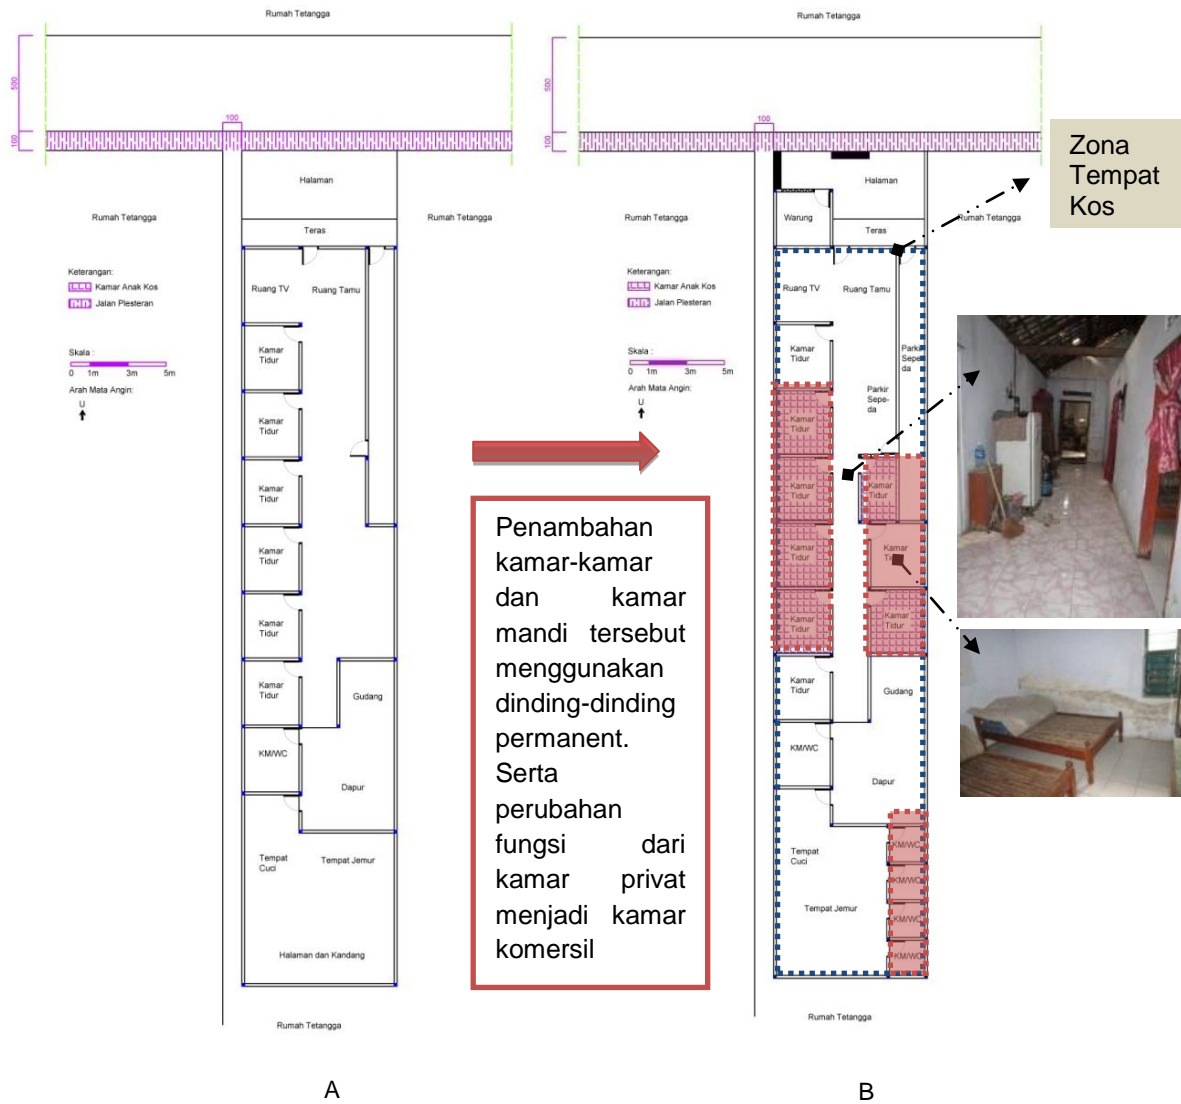 Rumah Tetangga
500
100
100
Halaman
Rumah Tetangga
Rumah Tetangga
Teras
Keterangan:
Kamar Anak Kos
Jalan Plesteran
Ruang TV
Ruang Tamu
Skala :
0 1m 3m 5m
Arah Mata Angin:
U
Kamar
Tidur
Kamar
Tidur
Kamar
Tidur
Kamar
Tidur
Kamar
Tidur
Kamar
Tidur
Gudang
KM/WC
Dapur
Tempat
Cuci
Tempat Jemur
Halaman dan Kandang
Rumah Tetangga
A
Penambahan
kamar-kamar
dan kamar
mandi tersebut
menggunakan
dinding-dinding
permanent.
Serta
perubahan
fungsi dari
kamar privat
menjadi kamar
komersil
Rumah Tetangga
500
100
100
Zona
Tempat
Kos
Halaman
Rumah Tetangga
Warung
Rumah Tetangga
Teras
Keterangan:
Kamar Anak Kos
Jalan Plesteran
Ruang TV
Ruang Tamu
Skala :
0 1m 3m 5m
Arah Mata Angin:
U
Kamar
Tidur
Parkir
Sepe-
da
Parkir
Sepe-
da
Kamar
Tidur
Kamar
Tidur
Kamar
Tidur
Kamar
Tidur
Kamar
Tidur
Kamar
Tidur
Kamar
Tidur
Kamar
Tidur
Gudang
KM/WC
Dapur
Tempat
Cuci
KM/WC
KM/WC
Tempat Jemur
KM/WC
KM/WC
Rumah Tetangga
B